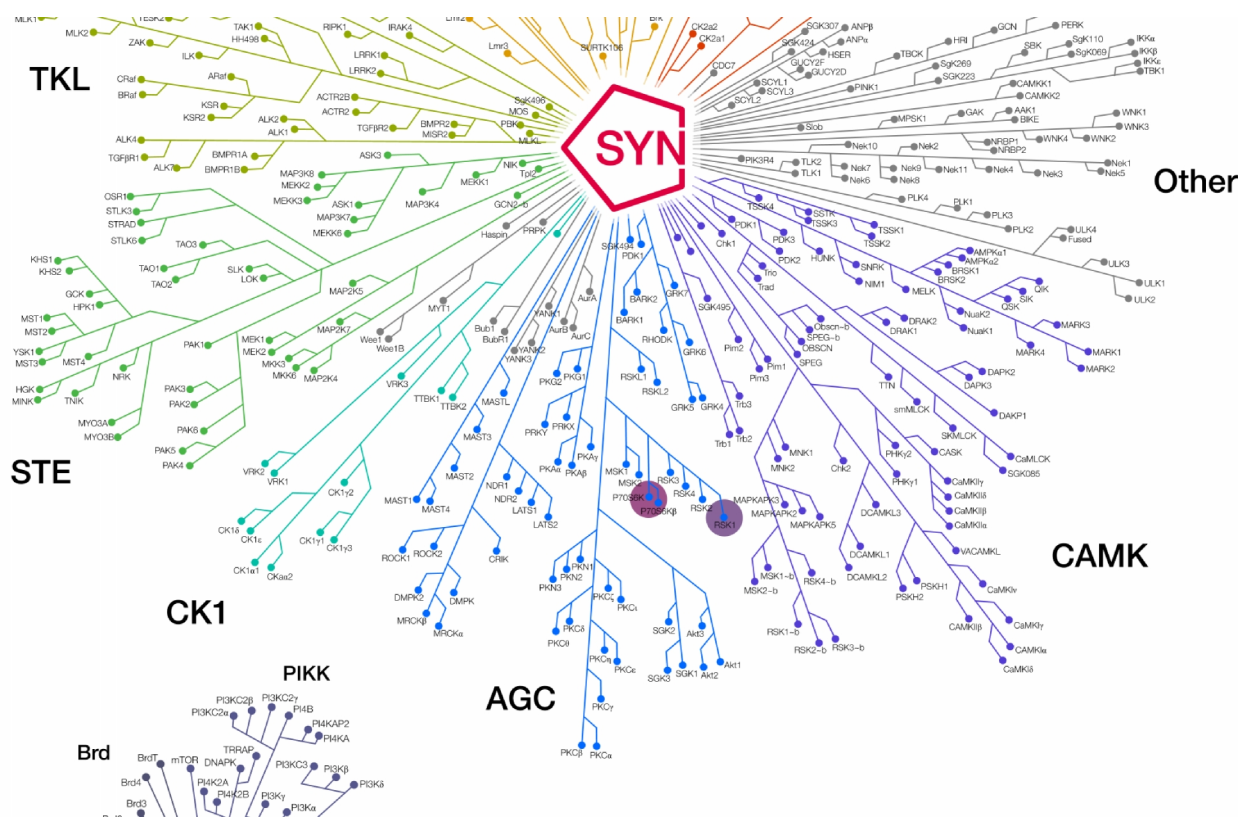 MLK1
TESK2
TAK1
RIPK1
IRAK4
Lmr2
Brk
CK2a2
SGK307
ANPβ
GCN
PERK
MLK2
ZAK
HH498
SURTK106
CK2a1
SGK424
ANPα
HRI
SgK110
IKKα
ILK
LRRK1
Lmr3
HSER
TBCK
SBK
SgK069
IKKβ
TKL
LRRK2
CDC7
GUCY2F
GUCY2D
SgK269
IKKε
TBK1
CRaf
ARaf
SCYL1
SCYL3
PINK1
SGK223
CAMKK1
BRaf
ACTR2B
SgK496
SCYL2
CAMKK2
KSR
KSR2
ACTR2
MOS
GAK
AAK1
BIKE
WNK1
ALK2
ALK1
TGFβR2
BMPR2
MISR2
PBK
MLKL
SYN
Slob
MPSK1
WNK3
ALK4
NRBP1
NRBP2
WNK4
WNK2
TGFβR1
ALK7
BMPR1A
BMPR1B
ASK3
NIK
Tpl2
PIK3R4
Nek10
Nek2
TLK2
TLK1
Nek7
Nek6
Nek9
Nek8
Nek11
Nek4
Nek3
Nek1
Nek5
MAP3K8
MEKK2
MEKK3
MEKK1
MAP3K4
Other
OSR1
STLK3
STRAD
STLK6
ASK1
MAP3K7
MEKK6
GCN2~b
Haspin
PRPK
SGK494
PDK1
TSSK4
SSTK
TSSK3
TSSK1
TSSK2
PLK4
PLK1
PLK3
PLK2
ULK4
Fused
TAO3
TAO1
TAO2
SLK
LOK
Chk1
PDK1
PDK3
PDK2
HUNK
SNRK
NIM1
AMPKα1
AMPKα2
BRSK1
BRSK2
ULK3
ULK1
ULK2
KHS1
KHS2
GCK
HPK1
MAP2K5
MYT1
AurA
YANK1
BARK2
GRK7
BARK1
Trio
Trad
SGK495
MELK
QIK
SIK
QSK
NuaK2
NuaK1
MST1
MST2
YSK1
MST3
MST4
MAP2K7
Wee1
Wee1B
Bub1
BubR1
AurB
AurC
YANK2
YANK3
RHODK
GRK6
Pim2
Pim1
Pim3
Obscn~b
SPEG~b
OBSCN
SPEG
DRAK2
DRAK1
MARK3
MARK4
MARK1
MARK2
PAK1
MEK1
MEK2
MKK3
MKK6
MAP2K4
HGK
MINK
TNIK
NRK
PAK3
PAK2
VRK3
TTBK1
TTBK2
MASTL
PKG2
PKG1
RSKL1
RSKL2
GRK5
GRK4
Trb3
Trb1
Trb2
TTN
smMLCK
DAPK2
DAPK3
DAKP1
MYO3A
MYO3B
PAK6
PAK5
PAK4
MAST3
PRKY
PRKX
SKMLCK
STE
VRK2
VRK1
MAST2
PKAγ
PKAα
PKAβ
MSK1
MSK2
RSK3
RSK4
MNK1
MNK2
Chk2
PHKγ2
PHKγ1
CASK
CaMLCK
SGK085
CK1γ2
MAST1
MAST4
NDR1
NDR2
LATS1
LATS2
P70S6K
P70S6Kβ
RSK2
RSK1
MAPKAPK3
MAPKAPK2
MAPKAPK5
DCAMKL3
CaMKIIγ
CaMKIIδ
CaMKIIβ
CaMKIIα
CK1δ
CK1ε
CK1γ1
CK1γ3
CK1α1
CKaα2
ROCK1
ROCK2
CRIK
DCAMKL1
DCAMKL2
VACAMKL
CAMK
DMPK2
DMPK
PKN1
PKN2
PKN3
PKCζ
PKCι
MSK1~b
MSK2~b
RSK4~b
PSKH1
PSKH2
CaMKIv
CK1
MRCKβ
MRCKα
PKCδ
PKCθ
SGK2
Akt3
RSK1~b
RSK2~b
RSK3~b
CAMKIIβ
CaMKIγ
CAMKIα
CaMKIδ
PKCη
PKCε
SGK3
SGK1
Akt2
Akt1
PIKK
AGC
PKCγ
PKCβ
PKCα
PI3KC2α
PI3KC2β
PI3KC2γ
PI4B
PI4KAP2
PI4KA
Brd
BrdT
mTOR
TRRAP
DNAPK
PI3KC3
PI3Kβ
PI3Kδ
Brd4
PI4K2A
PI4K2B
Brd3
PI3Kγ
PI3Kα